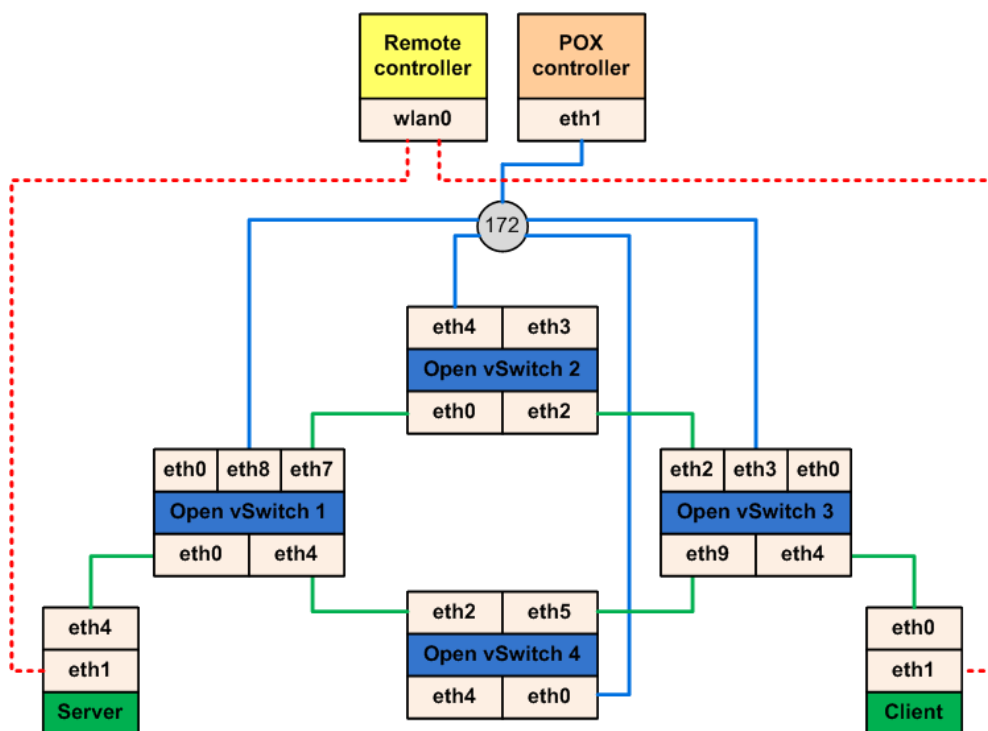 Remote
controller
wlan0
POX
controller
eth1
172
eth4 eth3
Open vSwitch 2
eth0 eth2
eth0 eth8 eth7
Open vSwitch 1
eth0 eth4
eth2 eth3 eth0
Open vSwitch 3
eth9 eth4
eth2 eth5
Open vSwitch 4
eth4 eth0
eth4
eth1
Server
eth0
eth1
Client